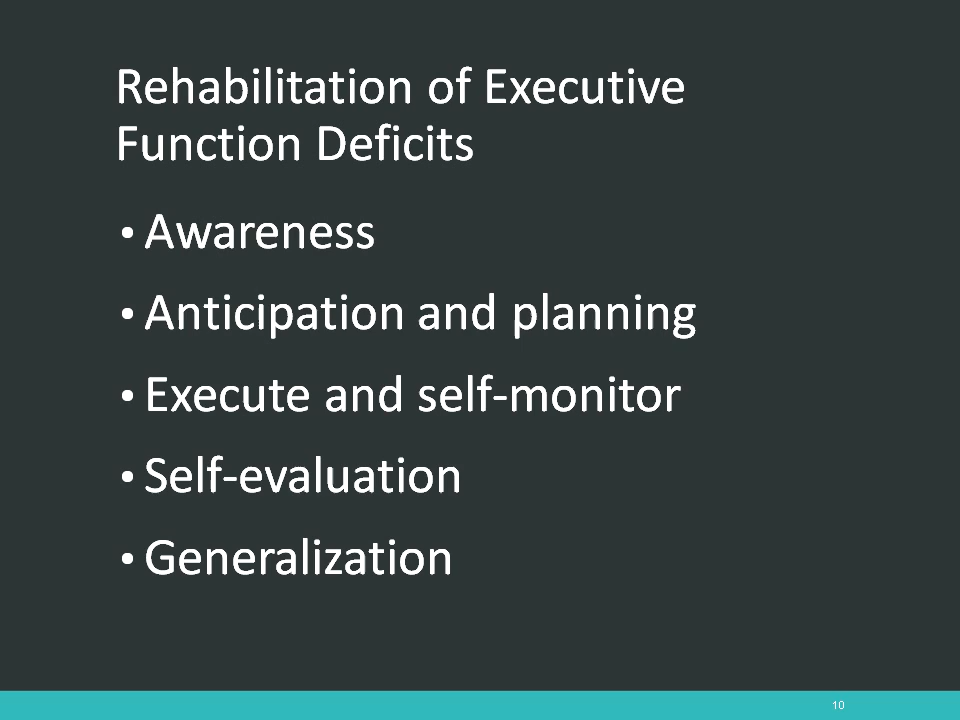 Rehabilitation of Executive
Function Deficits
• Awareness
• Anticipation and planning
• Execute and self-monitor
• Self-evaluation
• Generalization
10